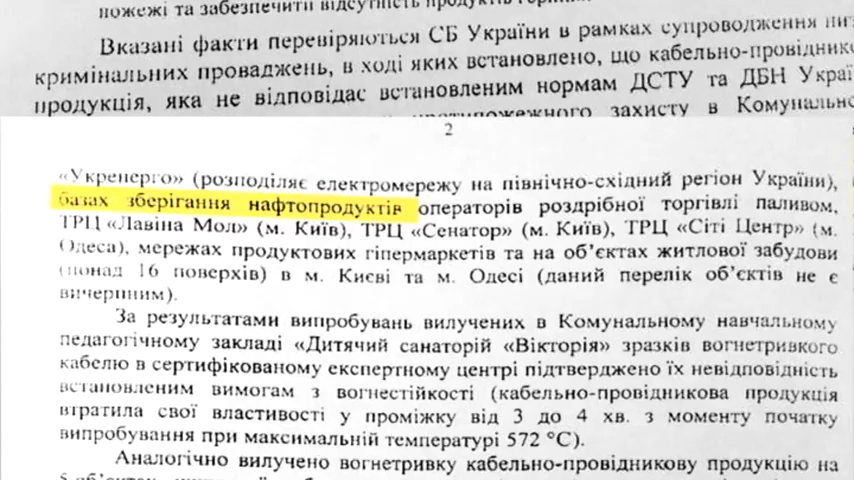 пожежі та забезпечити відсутність продуктів
Вказані факти перевіряються СБ України в рамках супроводження
кримінальних проваджень, в ході яких встановлено, що кабельно-провідник
продукція, яка не відповідає встановленим нормам ДСТУ та ДБН Украї
протипожежного захисту в Комунально
2
«Укренерго» (розподіляє електромережу на північно-східний регіон України),
базах зберігання нафтопродуктів операторів роздрібної торгівлі паливом,
ТРЦ «Лавіна Мол» (м. Київ), ТРЦ «Сенатор» (м. Київ), ТРЦ «Сіті Центр» (м.
Одеса), мережах продуктових гіпермаркетів та на об’єктах житлової забудови
(понад 16 поверхів) в м. Києві та м. Одесі (даний перелік об’єктів не є
вичерпним).
За результатами випробувань вилучених в Комунальному навчальному
педагогічному закладі «Дитячий санаторій «Вікторія» зразків вогнетривкого
кабелю в сертифікованому експертному центрі підтверджено їх невідповідність
встановленим вимогам з вогнестійкості (кабельно-провідникова продукція
втратила свої властивості у проміжку від 3 до 4 хв. з моменту початку
випробування при максимальній температурі 572 °С).
Аналогічно вилучено вогнетривку кабельно-провідникову продукцію на